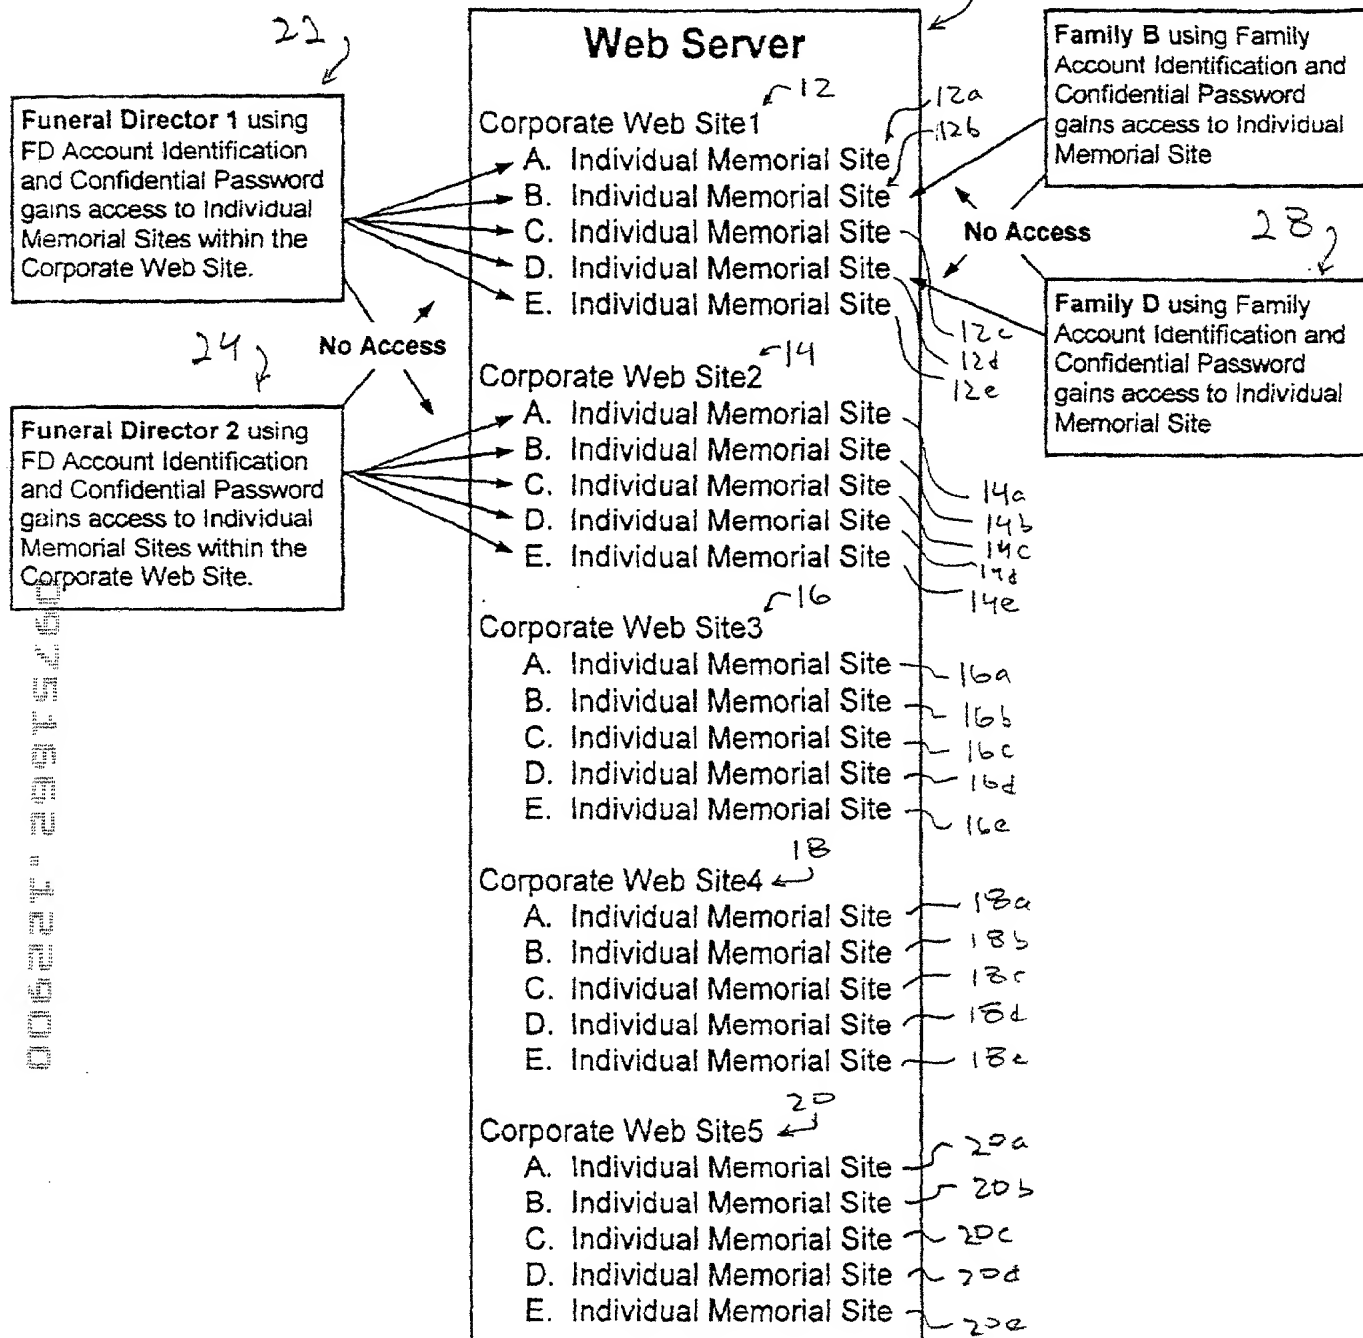 22
Funeral Director 1 using
FD Account Identification
and Confidential Password
gains access to Individual
Memorial Sites within the
Corporate Web Site.
24
No Access
Funeral Director 2 using
FD Account Identification
and Confidential Password
gains access to Individual
Memorial Sites within the
Corporate Web Site.
09751862.122900
Web Server
Corporate Web Site1
12
A. Individual Memorial Site
12a
B. Individual Memorial Site
12b
C. Individual Memorial Site
12c
D. Individual Memorial Site
12d
E. Individual Memorial Site
12e
Corporate Web Site2
14
A. Individual Memorial Site
14a
B. Individual Memorial Site
14b
C. Individual Memorial Site
14c
D. Individual Memorial Site
14d
E. Individual Memorial Site
14e
Corporate Web Site3
16
A. Individual Memorial Site
16a
B. Individual Memorial Site
16b
C. Individual Memorial Site
16c
D. Individual Memorial Site
16d
E. Individual Memorial Site
16e
Corporate Web Site4
18
A. Individual Memorial Site
18a
B. Individual Memorial Site
18b
C. Individual Memorial Site
18c
D. Individual Memorial Site
18d
E. Individual Memorial Site
18e
Corporate Web Site5
20
A. Individual Memorial Site
20a
B. Individual Memorial Site
20b
C. Individual Memorial Site
20c
D. Individual Memorial Site
20d
E. Individual Memorial Site
20e
Family B using Family
Account Identification and
Confidential Password
gains access to Individual
Memorial Site
No Access
28
Family D using Family
Account Identification and
Confidential Password
gains access to Individual
Memorial Site